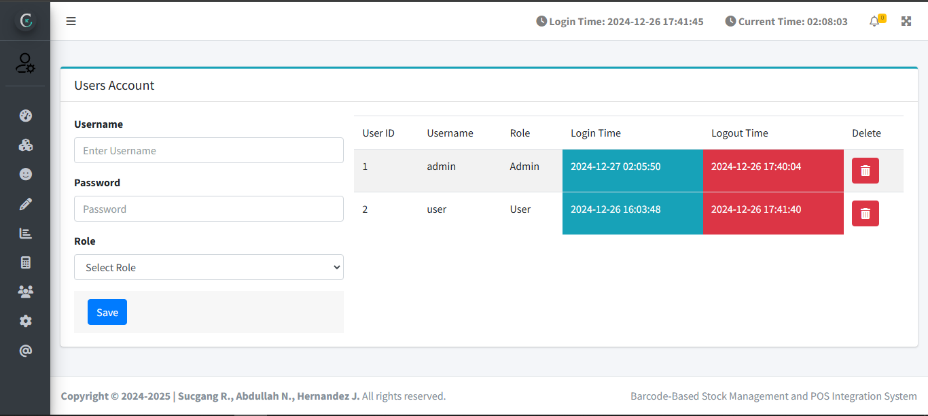 Login Time: 2024-12-26 17:41:45 Current Time: 02:08:03 0
Users Account
Username
Enter Username
Password
Password
Role
Select Role
Save
User ID Username Role Login Time Logout Time Delete
1 admin Admin 2024-12-27 02:05:50 2024-12-26 17:40:04
2 user User 2024-12-26 16:03:48 2024-12-26 17:41:40
Copyright © 2024-2025 | Sucgang R., Abdullah N., Hernandez J. All rights reserved. Barcode-Based Stock Management and POS Integration System